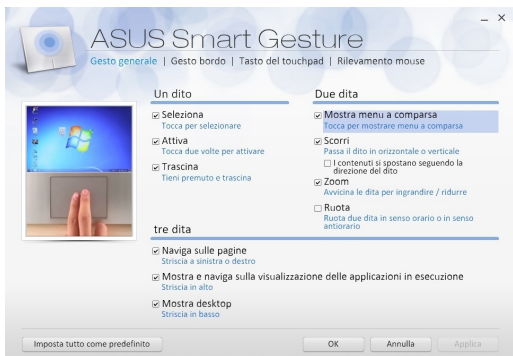 ASUS Smart Gesture
Gesto generale | Gesto bordo | Tasto del touchpad | Rilevamento mouse
Un dito
Seleziona
Tocca per selezionare
Attiva
Tocca due volte per attivare
Trascina
Tieni premuto e trascina
Due dita
Mostra menu a comparsa
Tocca per mostrare menu a comparsa
Scorri
Passa il dito in orizzontale o verticale
I contenuti si spostano seguendo la
direzione del dito
Zoom
Avvicina le dita per ingrandire / ridurre
Ruota
Ruota due dita in senso orario o in senso
antiorario
tre dita
Naviga sulle pagine
Striscia a sinistra o destro
Mostra e naviga sulla visualizzazione delle applicazioni in esecuzione
Striscia in alto
Mostra desktop
Striscia in basso
Imposta tutto come predefinito
OK
Annulla
Applica